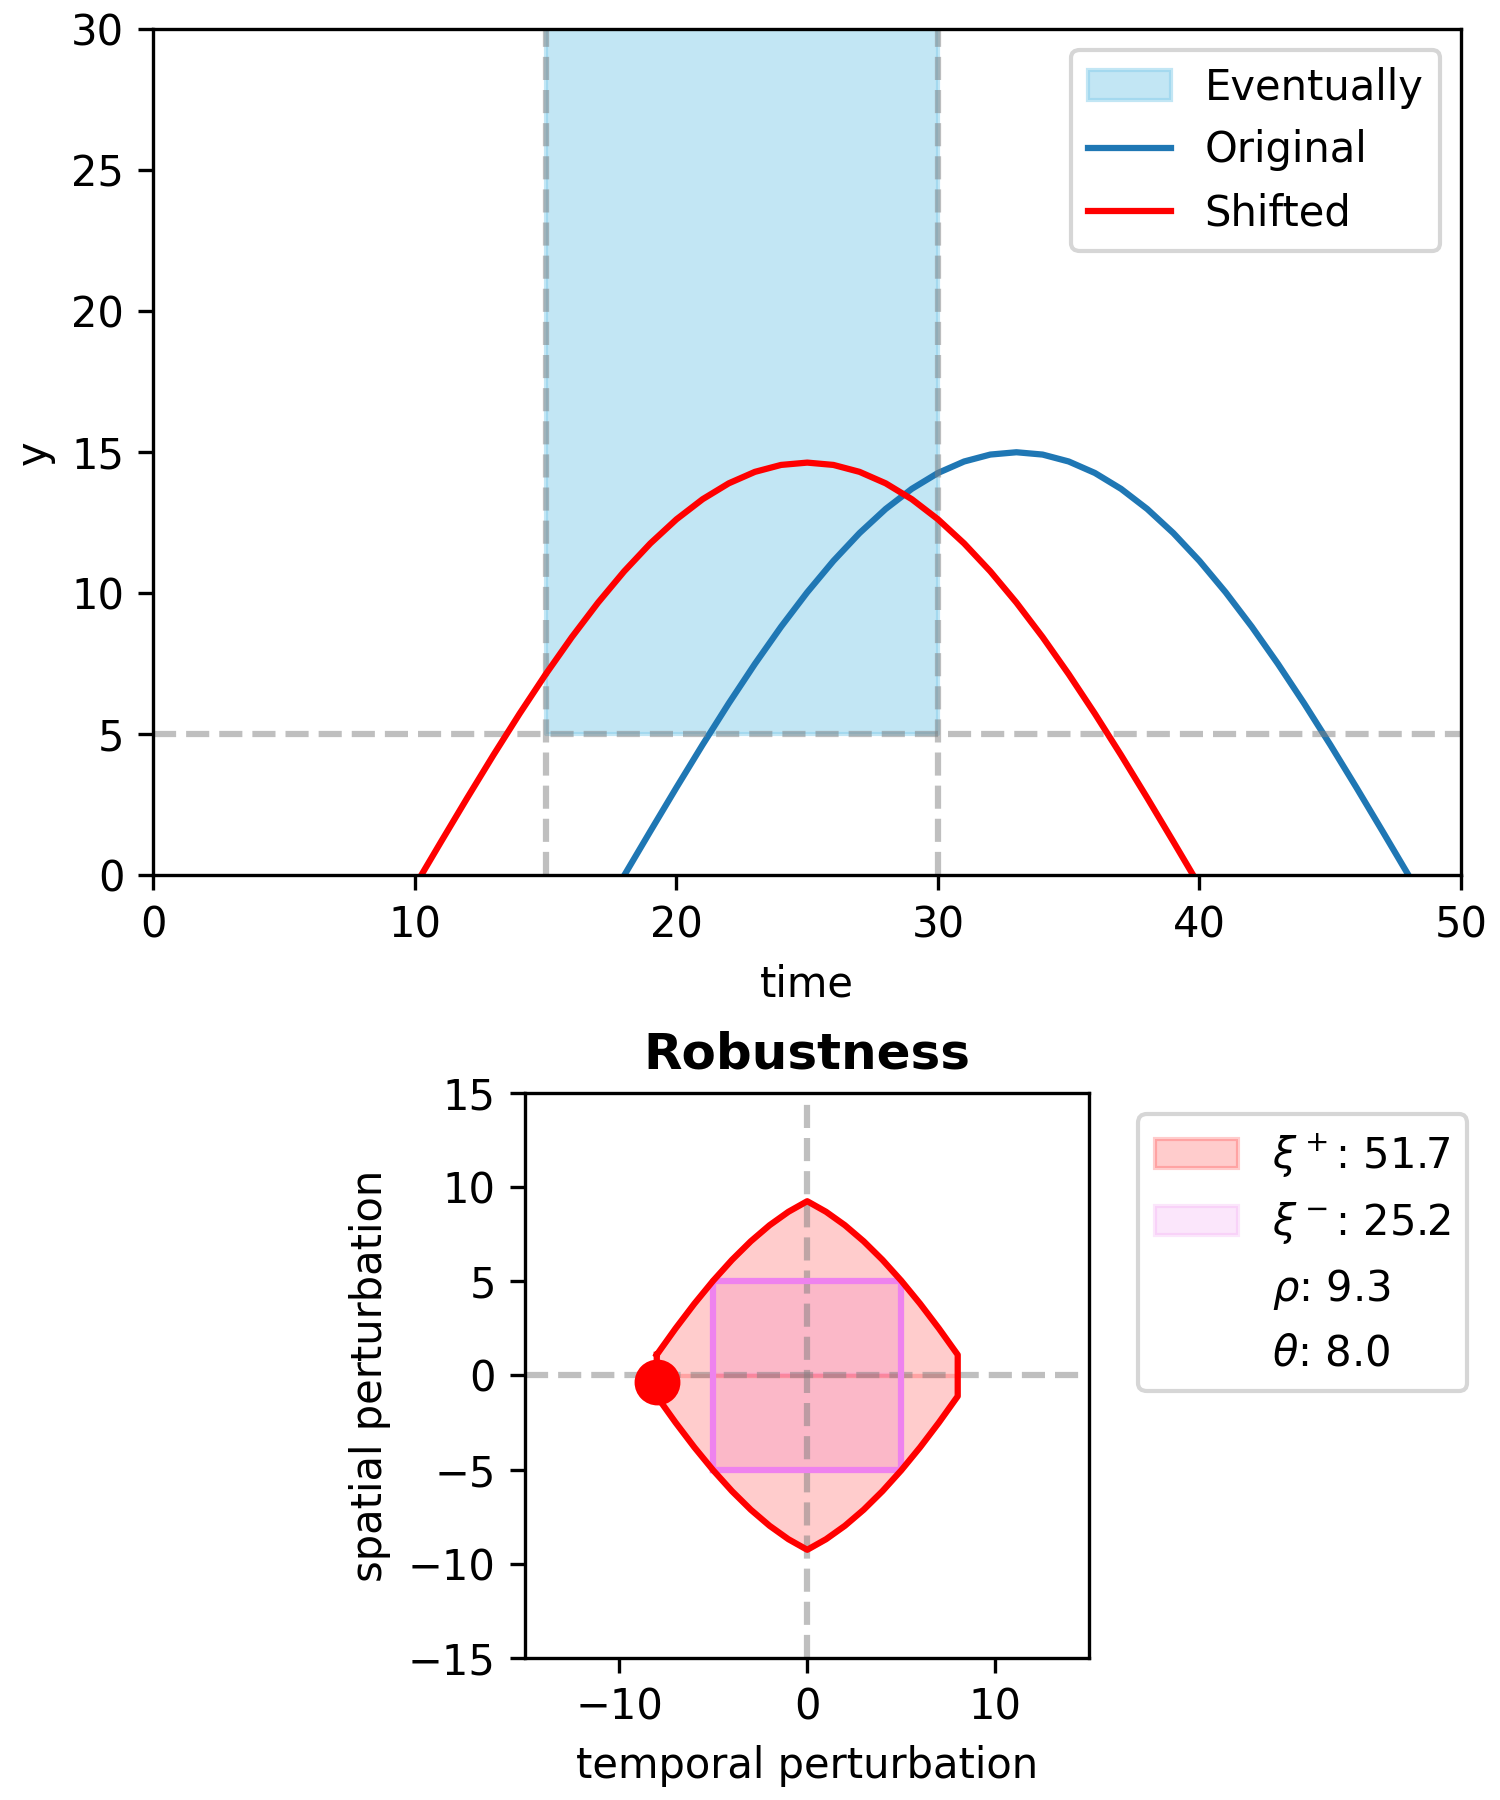 30
25
20
15
10
5
0
y
Eventually
Original
Shifted
0 10 20 30 40 50
time
Robustness
15
10
5
0
−5
−10
−15
spatial perturbation
−10 0 10
temporal perturbation
ξ⁺: 51.7
ξ⁻: 25.2
ρ: 9.3
θ: 8.0